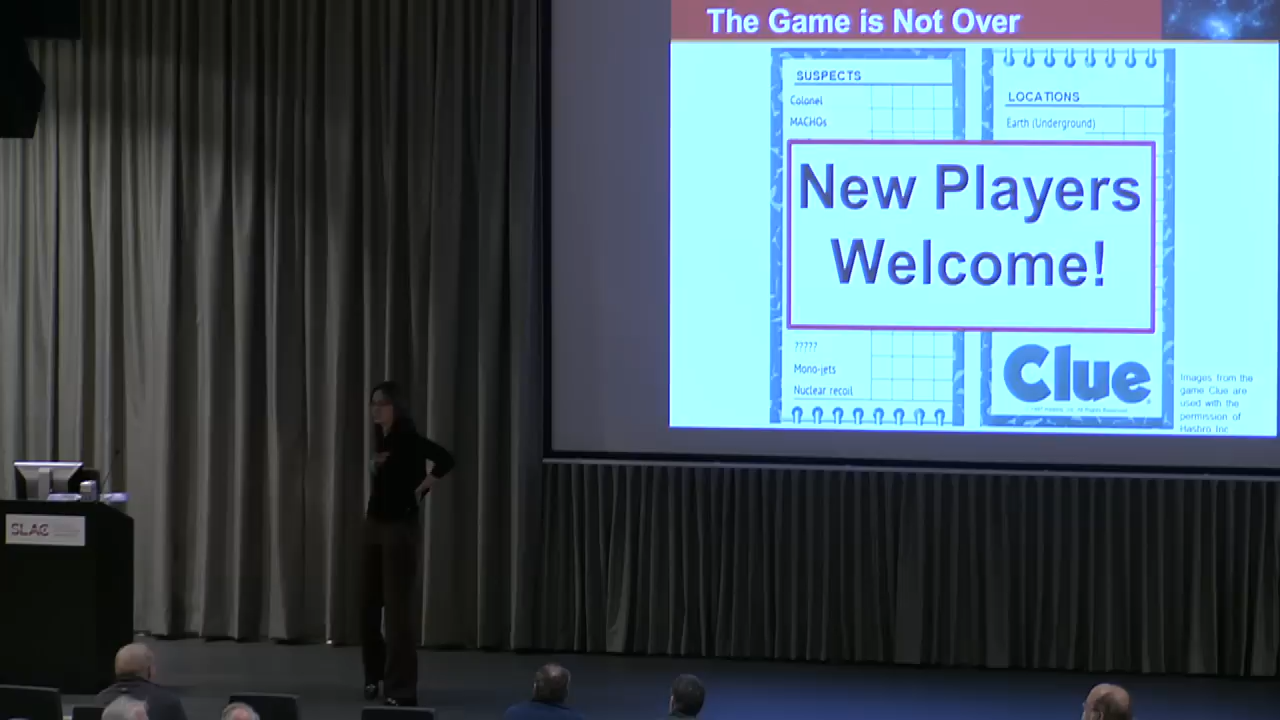 The Game is Not Over
SUSPECTS
Colonel
MACHOs
LOCATIONS
Earth (Underground)
New Players
Welcome!
?????
Mono-jets
Nuclear recoil
Clue
Images from the
game Clue are
used with the
permission of
Hasbro Inc
SLAC